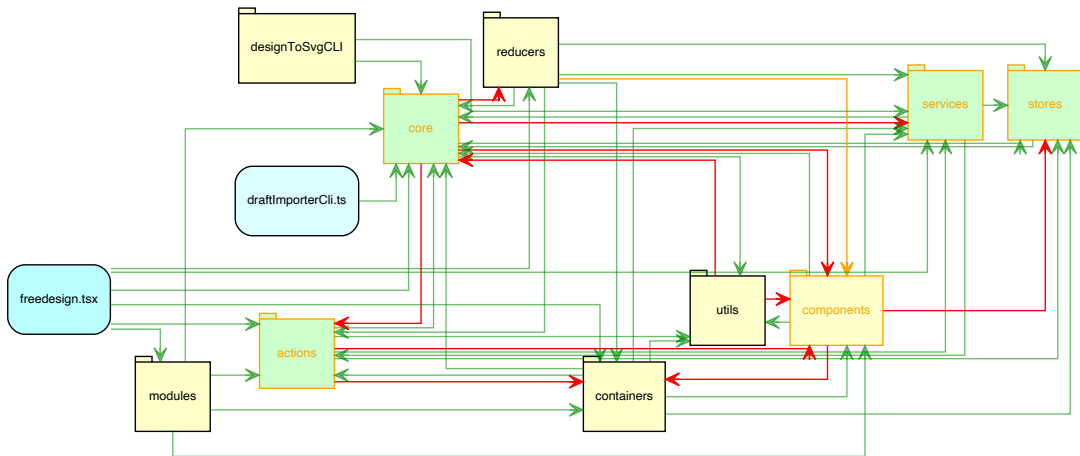 designToSvgCLI
reducers
services
stores
core
draftImporterCli.ts
freedesign.tsx
utils
components
actions
modules
containers